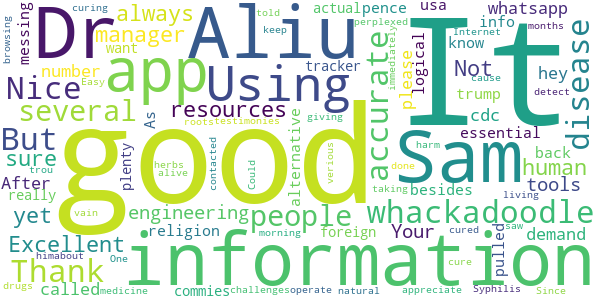 browsing
messing
Dr
Aliu
It
curing
always
manager
actual
pence
usa
whatsapp
told
keep
want
tracker
perplexed
info
Internet
months
Nice
app
number
Easy
Using
immediately
logical
Not
know
cause
hey
detect
disease
several
As
resources
accurate
please
trump
cdc
roots
testimonies
giving
But
plenty
herbs
alive
contacted
Could
alternative
verious
good
Sam
done
harm
essential
back
human
sure
After
really
trou
yet
vain
engineering
people
taking
besides
tools
living
whackadoodle
Excellent
himabout
One
religion
morning
foreign
Your
pulled
cured
saw
demand
Thank
information
cure
Syphilis
drugs
called
medicine
commies
challenges
operate
natural
appreciate
Since